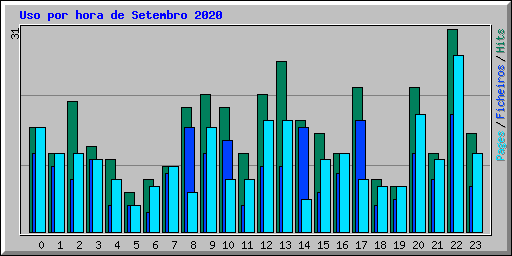 Uso por hora de Setembro 2020
31
Pages / Ficheiros / Hits
0 1 2 3 4 5 6 7 8 9 10 11 12 13 14 15 16 17 18 19 20 21 22 23